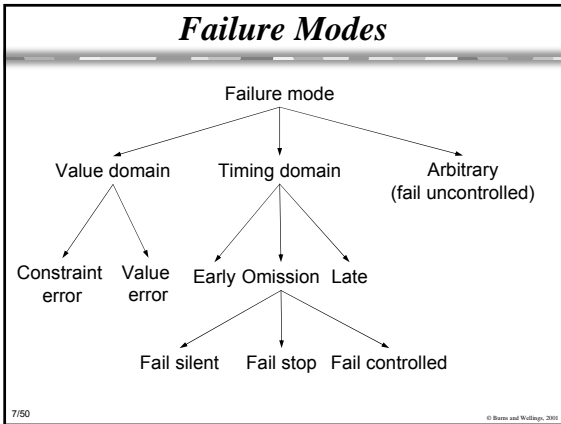 Failure Modes
Failure mode
Value domain Timing domain Arbitrary
(fail uncontrolled)
Constraint Value Early Omission Late
error error
Fail silent Fail stop Fail controlled
7/50 © Burns and Wellings, 2001